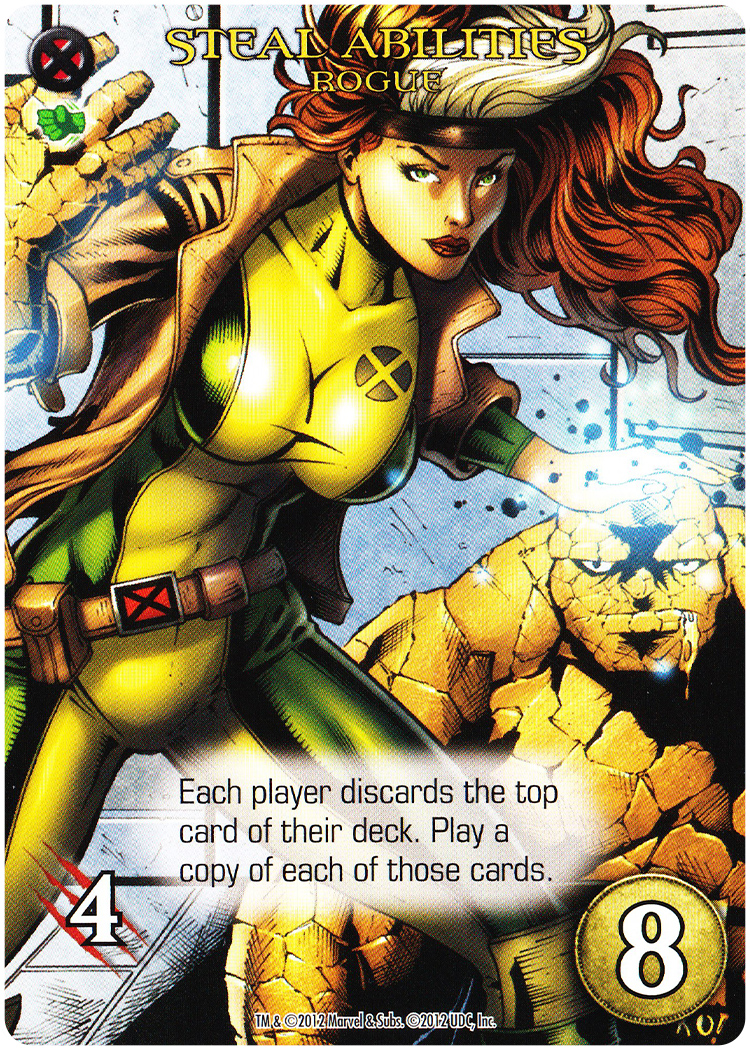 STEAL ABILITIES
ROGUE
Each player discards the top
card of their deck. Play a
copy of each of those cards.
4
8
TM & ©2012 Marvel & Subs. ©2012 UDC, Inc.